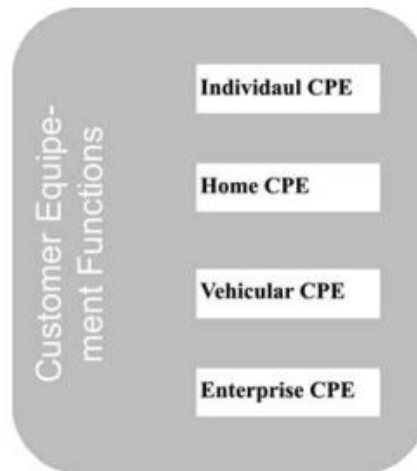 Customer Equipe-
ment Functions
Individaul CPE
Home CPE
Vehicular CPE
Enterprise CPE